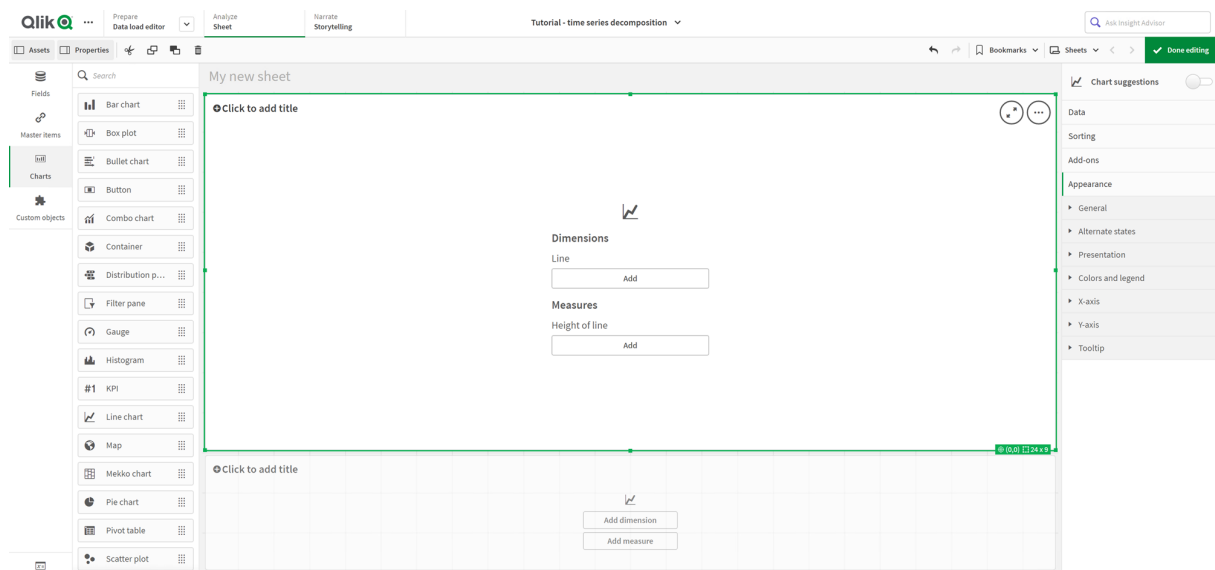 Qlik
Prepare
Data load editor
Analyze
Sheet
Narrate
Storytelling
Tutorial - time series decomposition
Ask Insight Advisor
Assets
Properties
Bookmarks
Sheets
Done editing
Fields
Master items
Charts
Custom objects
Search
Bar chart
Box plot
Bullet chart
Button
Combo chart
Container
Distribution p...
Filter pane
Gauge
Histogram
#1 KPI
Line chart
Map
Mekko chart
Pie chart
Pivot table
Scatter plot
My new sheet
Click to add title
Dimensions
Line
Add
Measures
Height of line
Add
(0,0) 24 x 9
Click to add title
Add dimension
Add measure
Chart suggestions
Data
Sorting
Add-ons
Appearance
General
Alternate states
Presentation
Colors and legend
X-axis
Y-axis
Tooltip